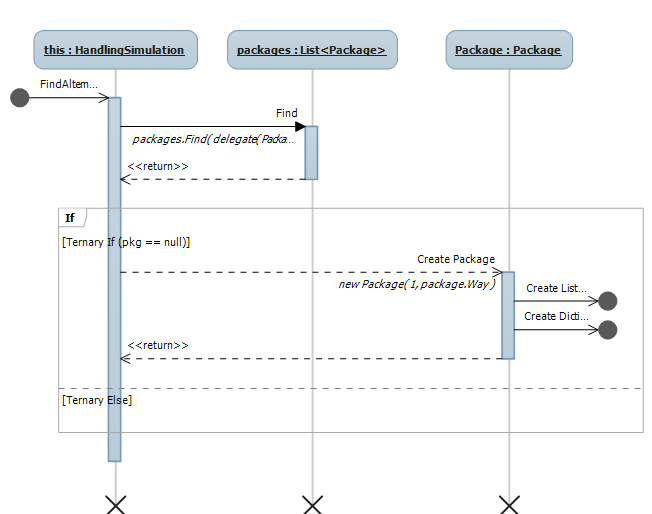 this : HandlingSimulation
packages : List<Package>
Package : Package
FindAltern...
Find
packages.Find( delegate( Packa...
<<return>>
If
[Ternary If (pkg == null)]
Create Package
new Package( 1, package.Way )
Create List...
Create Dicti...
<<return>>
[Ternary Else]